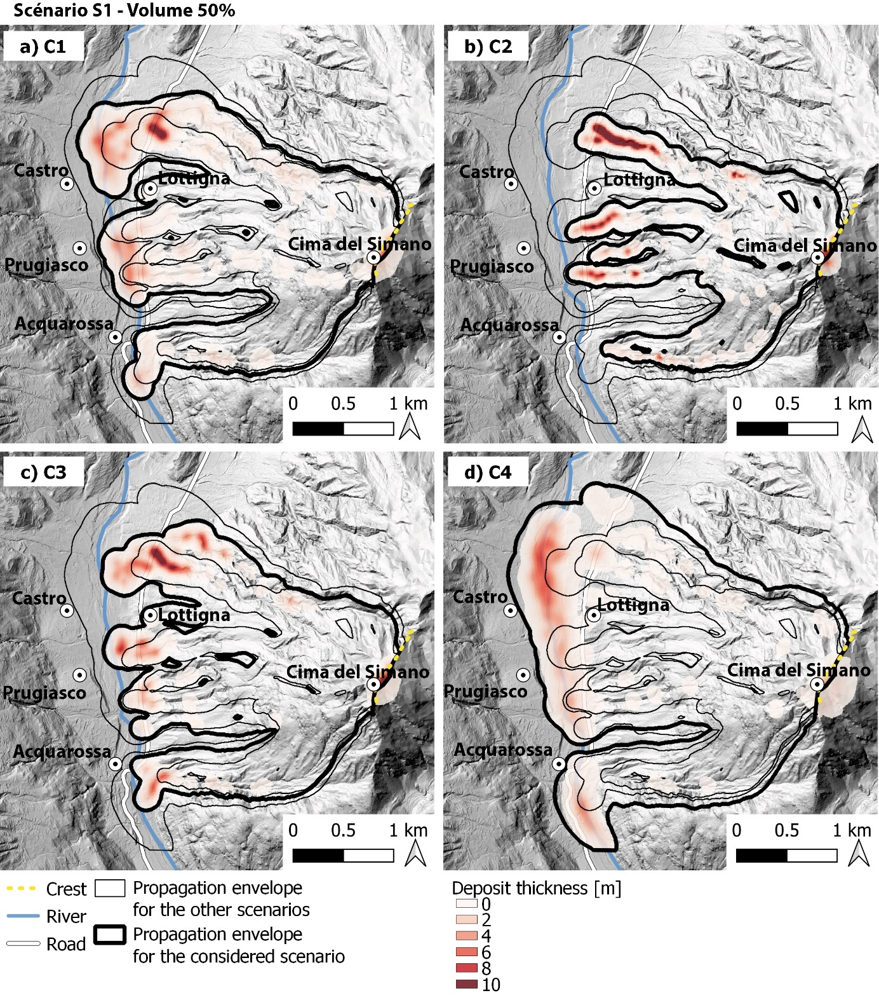 Scénario S1 - Volume 50%
a) C1
Castro
Lottigna
Cima del Simano
Prugiasco
Acquarossa
0 0.5 1 km
b) C2
Castro
Lottigna
Cima del Simano
Prugiasco
Acquarossa
0 0.5 1 km
c) C3
Castro
Lottigna
Cima del Simano
Prugiasco
Acquarossa
0 0.5 1 km
d) C4
Castro
Lottigna
Cima del Simano
Prugiasco
Acquarossa
0 0.5 1 km
Crest
River
Road
Propagation envelope
for the other scenarios
Propagation envelope
for the considered scenario
Deposit thickness [m]
0
2
4
6
8
10